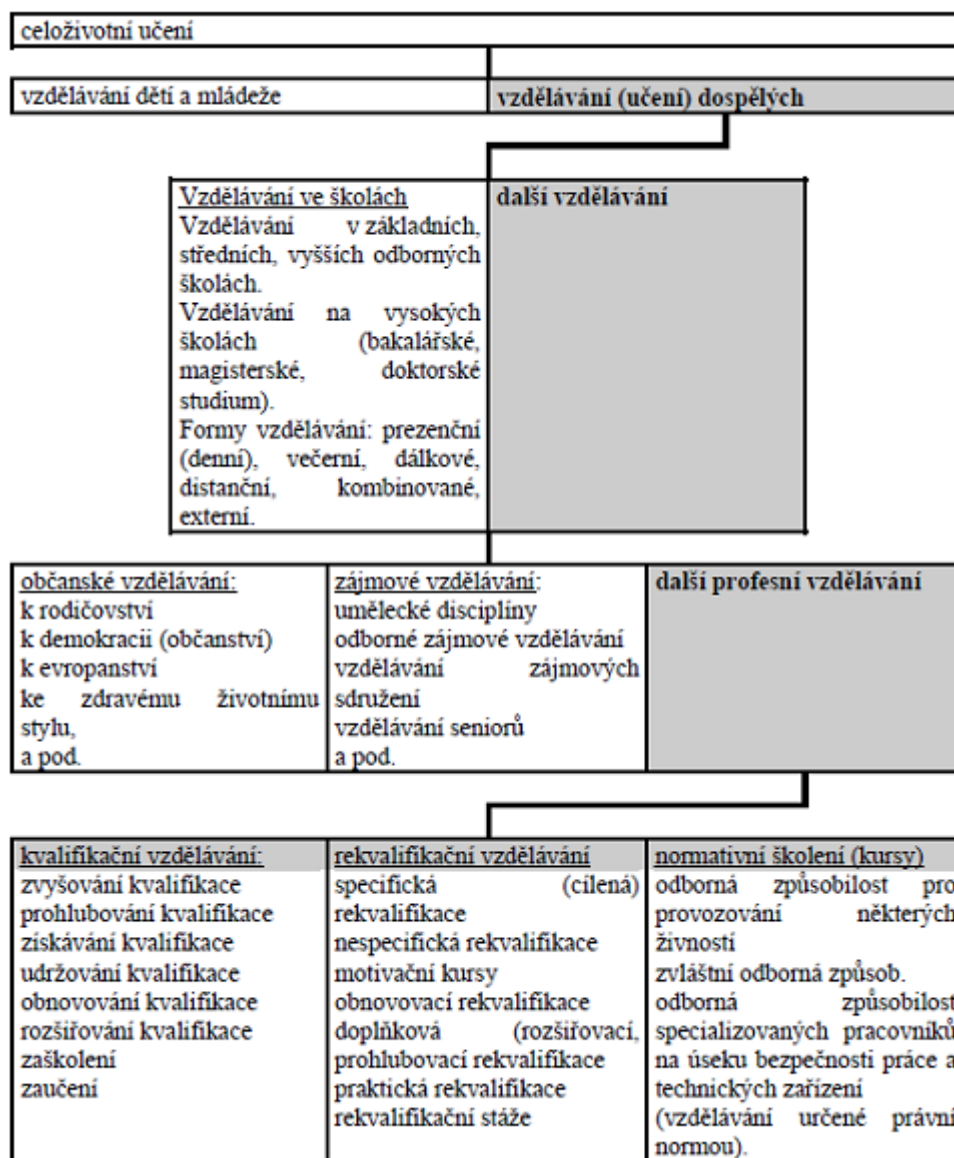 celoživotní učení
vzdělávání dětí a mládeže
vzdělávání (učení) dospělých
Vzdělávání ve školách
Vzdělávání v základních,
středních, vyšších odborných
školách.
Vzdělávání na vysokých
školách (bakalářské,
magisterské, doktorské
studium).
Formy vzdělávání: prezenční
(denní), večerní, dálkové,
distanční, kombinované,
externí.
další vzdělávání
občanské vzdělávání:
k rodičovství
k demokracii (občanství)
k evropanství
ke zdravému životnímu
stylu,
a pod.
zájmové vzdělávání:
umělecké disciplíny
odborné zájmové vzdělávání
vzdělávání zájmových
sdružení
vzdělávání seniorů
a pod.
další profesní vzdělávání
kvalifikační vzdělávání:
zvyšování kvalifikace
prohlubování kvalifikace
získávání kvalifikace
udržování kvalifikace
obnovování kvalifikace
rozšiřování kvalifikace
zaškolení
zaučení
rekvalifikační vzdělávání
specifická (cílená)
rekvalifikace
nespecifická rekvalifikace
motivační kursy
obnovovací rekvalifikace
doplňková (rozšiřovací,
prohlubovací rekvalifikace
praktická rekvalifikace
rekvalifikační stáže
normativní školení (kursy)
odborná způsobilost pro
provozování některých
živností
zvláštní odborná způsob.
odborná způsobilost
specializovaných pracovníků
na úseku bezpečnosti práce a
technických zařízení
(vzdělávání určené právní
normou).